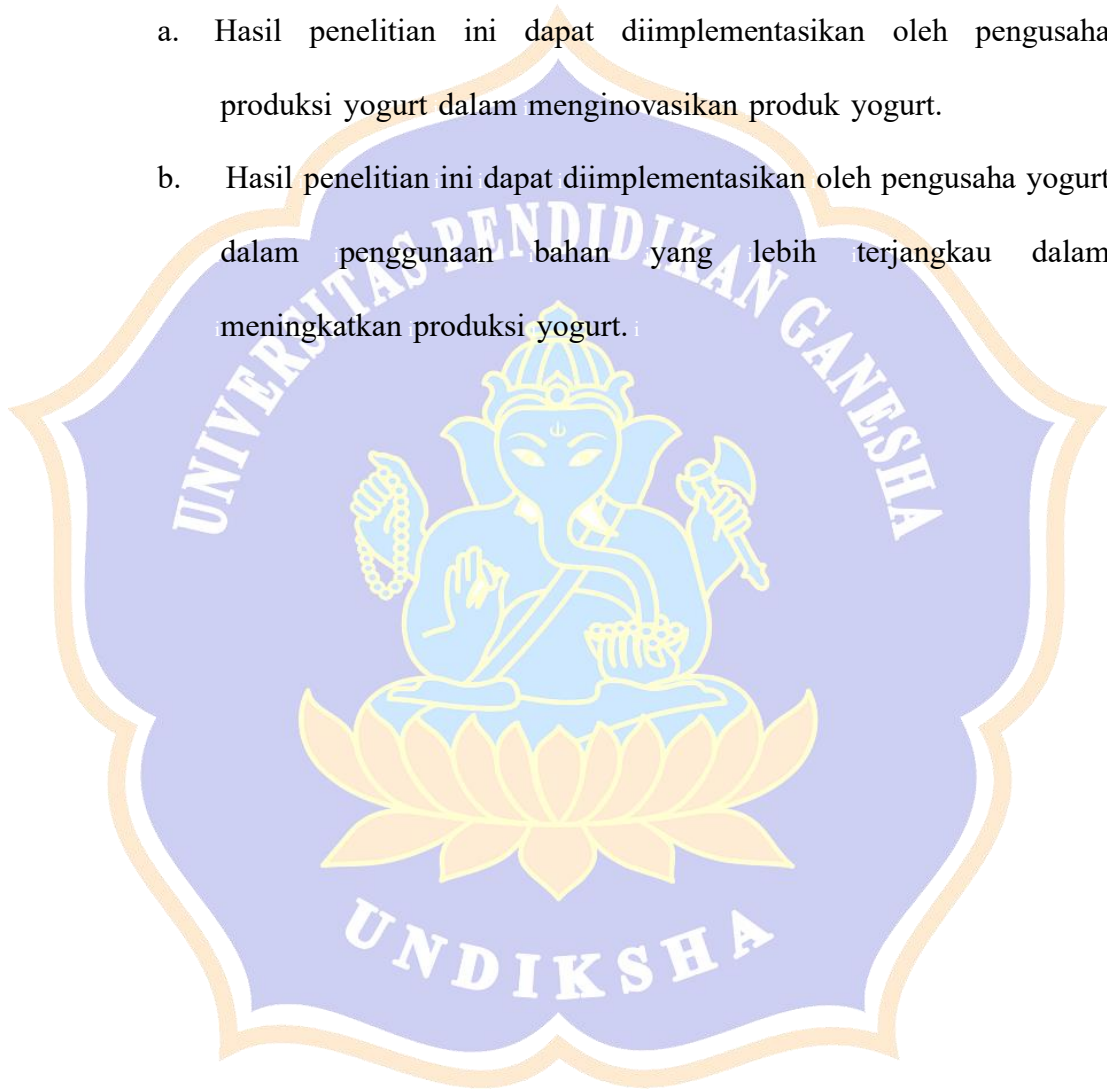 a. Hasil penelitian ini dapat diimplementasikan oleh pengusaha
produksi yogurt dalam menginovasikan produk yogurt.
b. Hasil penelitian ini dapat diimplementasikan oleh pengusaha yogurt
dalam penggunaan bahan yang lebih terjangkau dalam
meningkatkan produksi yogurt.
UNIVERSITAS PENDIDIKAN GANESHA
UNDIKSHA